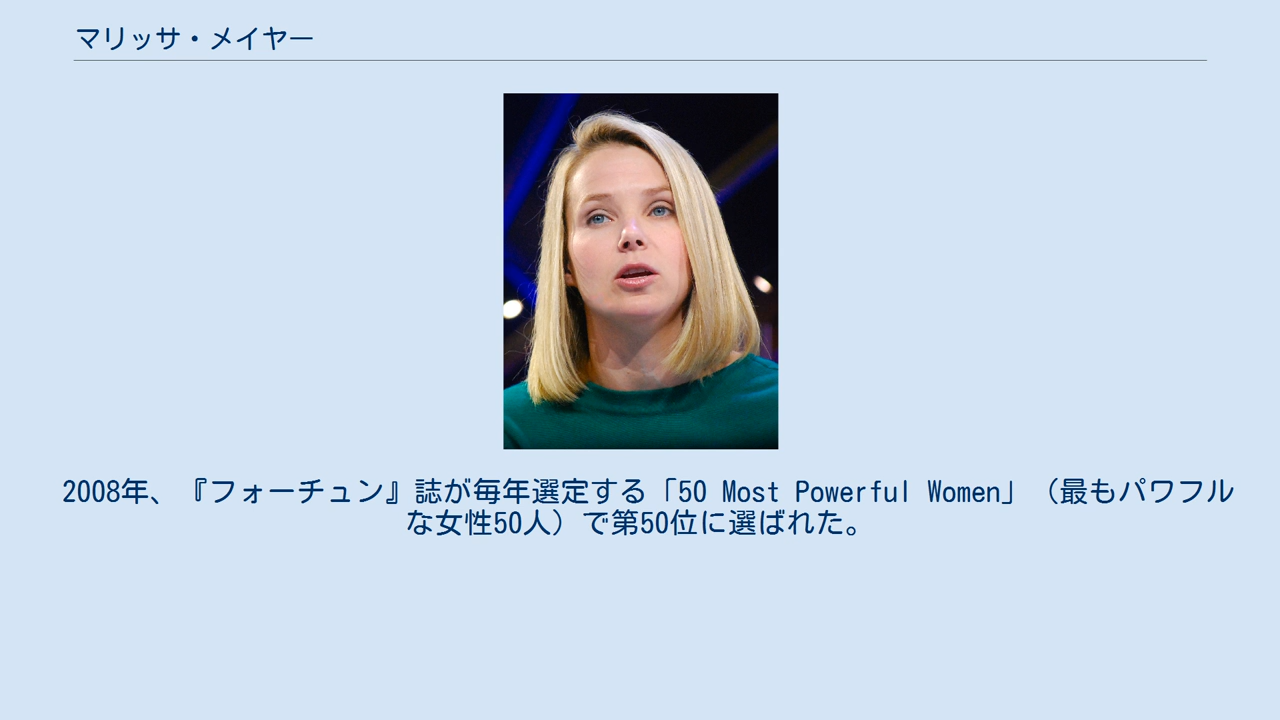 マリッサ・メイヤー
2008年、『フォーチュン』誌が毎年選定する「50 Most Powerful Women」（最もパワフル
な女性50人）で第50位に選ばれた。